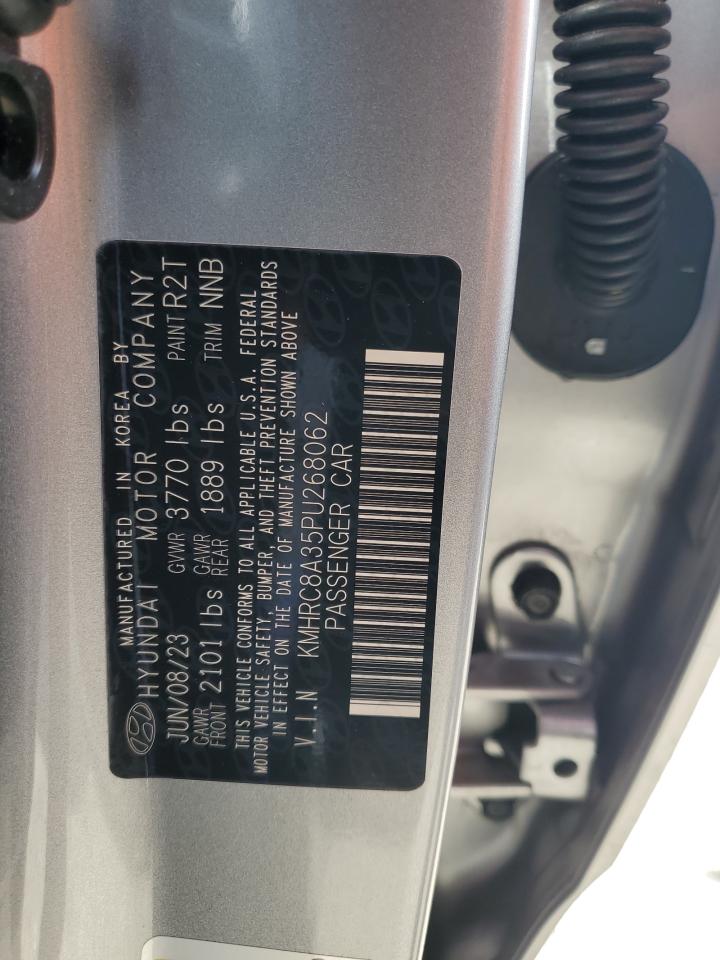 MANUFACTURED IN KOREA BY
HYUNDAI MOTOR COMPANY
JUN/08/23 GVWR 3770 lbs PAINT R2T
GAWR FRONT 2101 lbs GAWR REAR 1889 lbs TRIM NNB
THIS VEHICLE CONFORMS TO ALL APPLICABLE U.S.A. FEDERAL
MOTOR VEHICLE SAFETY, BUMPER, AND THEFT PREVENTION STANDARDS
IN EFFECT ON THE DATE OF MANUFACTURE SHOWN ABOVE
V.I.N KMHRC8A35PU268062
PASSENGER CAR